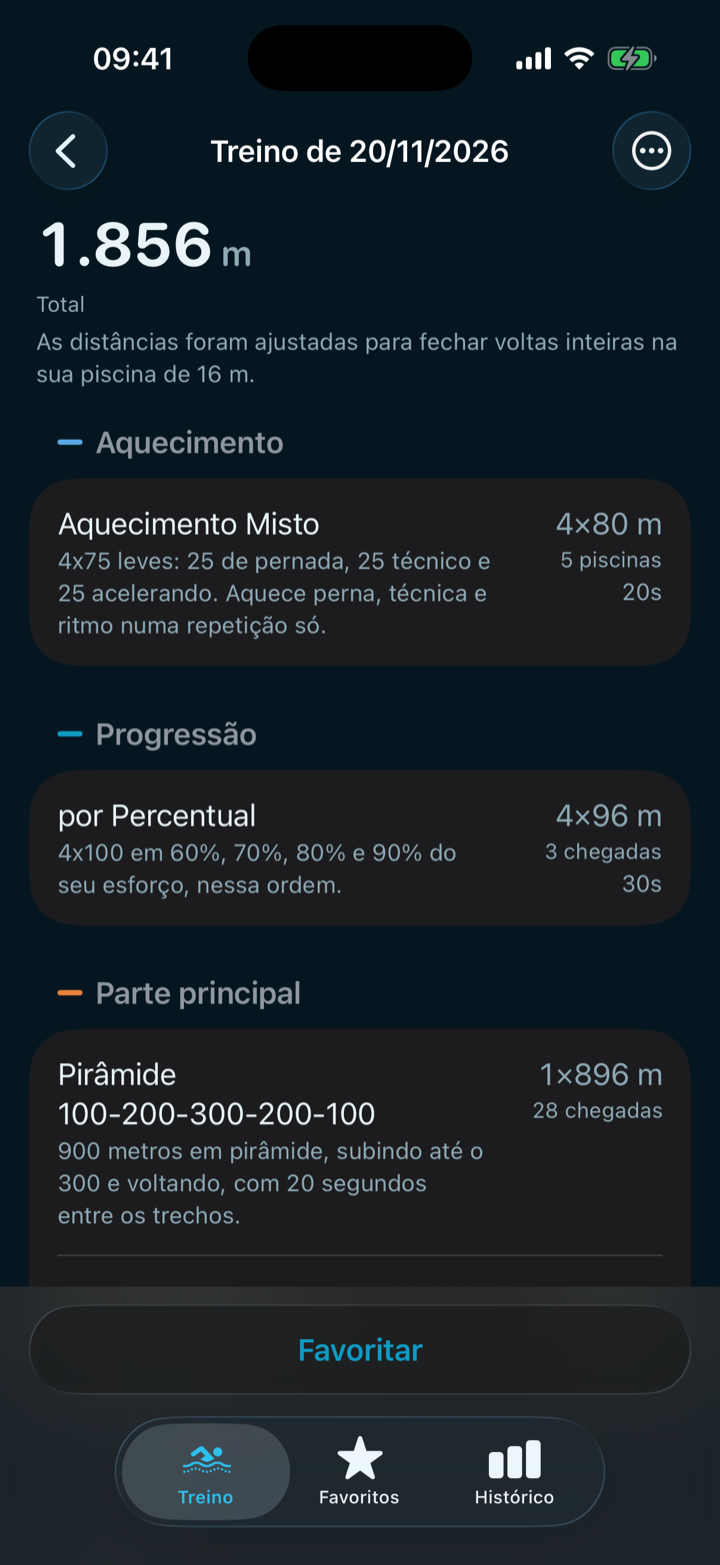 09:41
Treino de 20/11/2026
1.856 m
Total
As distâncias foram ajustadas para fechar voltas inteiras na
sua piscina de 16 m.
Aquecimento
Aquecimento Misto 4×80 m
4x75 leves: 25 de pernada, 25 técnico e 5 piscinas
25 acelerando. Aquece perna, técnica e 20s
ritmo numa repetição só.
Progressão
por Percentual 4×96 m
4x100 em 60%, 70%, 80% e 90% do 3 chegadas
seu esforço, nessa ordem. 30s
Parte principal
Pirâmide 1×896 m
100-200-300-200-100 28 chegadas
900 metros em pirâmide, subindo até o
300 e voltando, com 20 segundos
entre os trechos.
Favoritar
Treino Favoritos Histórico